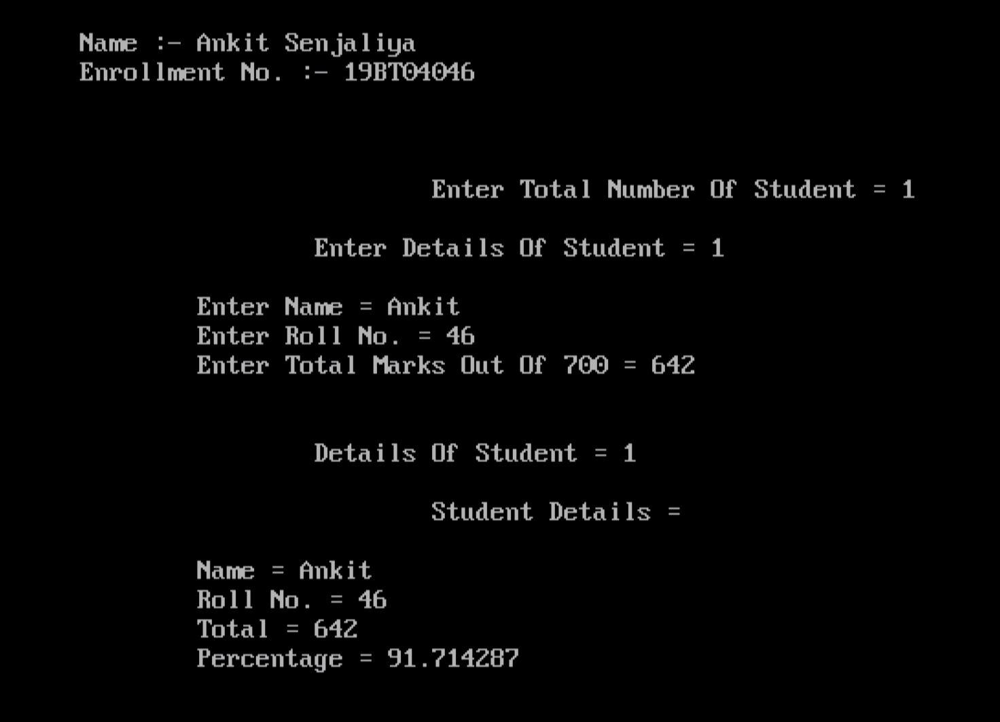 Name :- Ankit Senjaliya
Enrollment No. :- 19BT04046
Enter Total Number Of Student = 1
Enter Details Of Student = 1
Enter Name = Ankit
Enter Roll No. = 46
Enter Total Marks Out Of 700 = 642
Details Of Student = 1
Student Details =
Name = Ankit
Roll No. = 46
Total = 642
Percentage = 91.714287